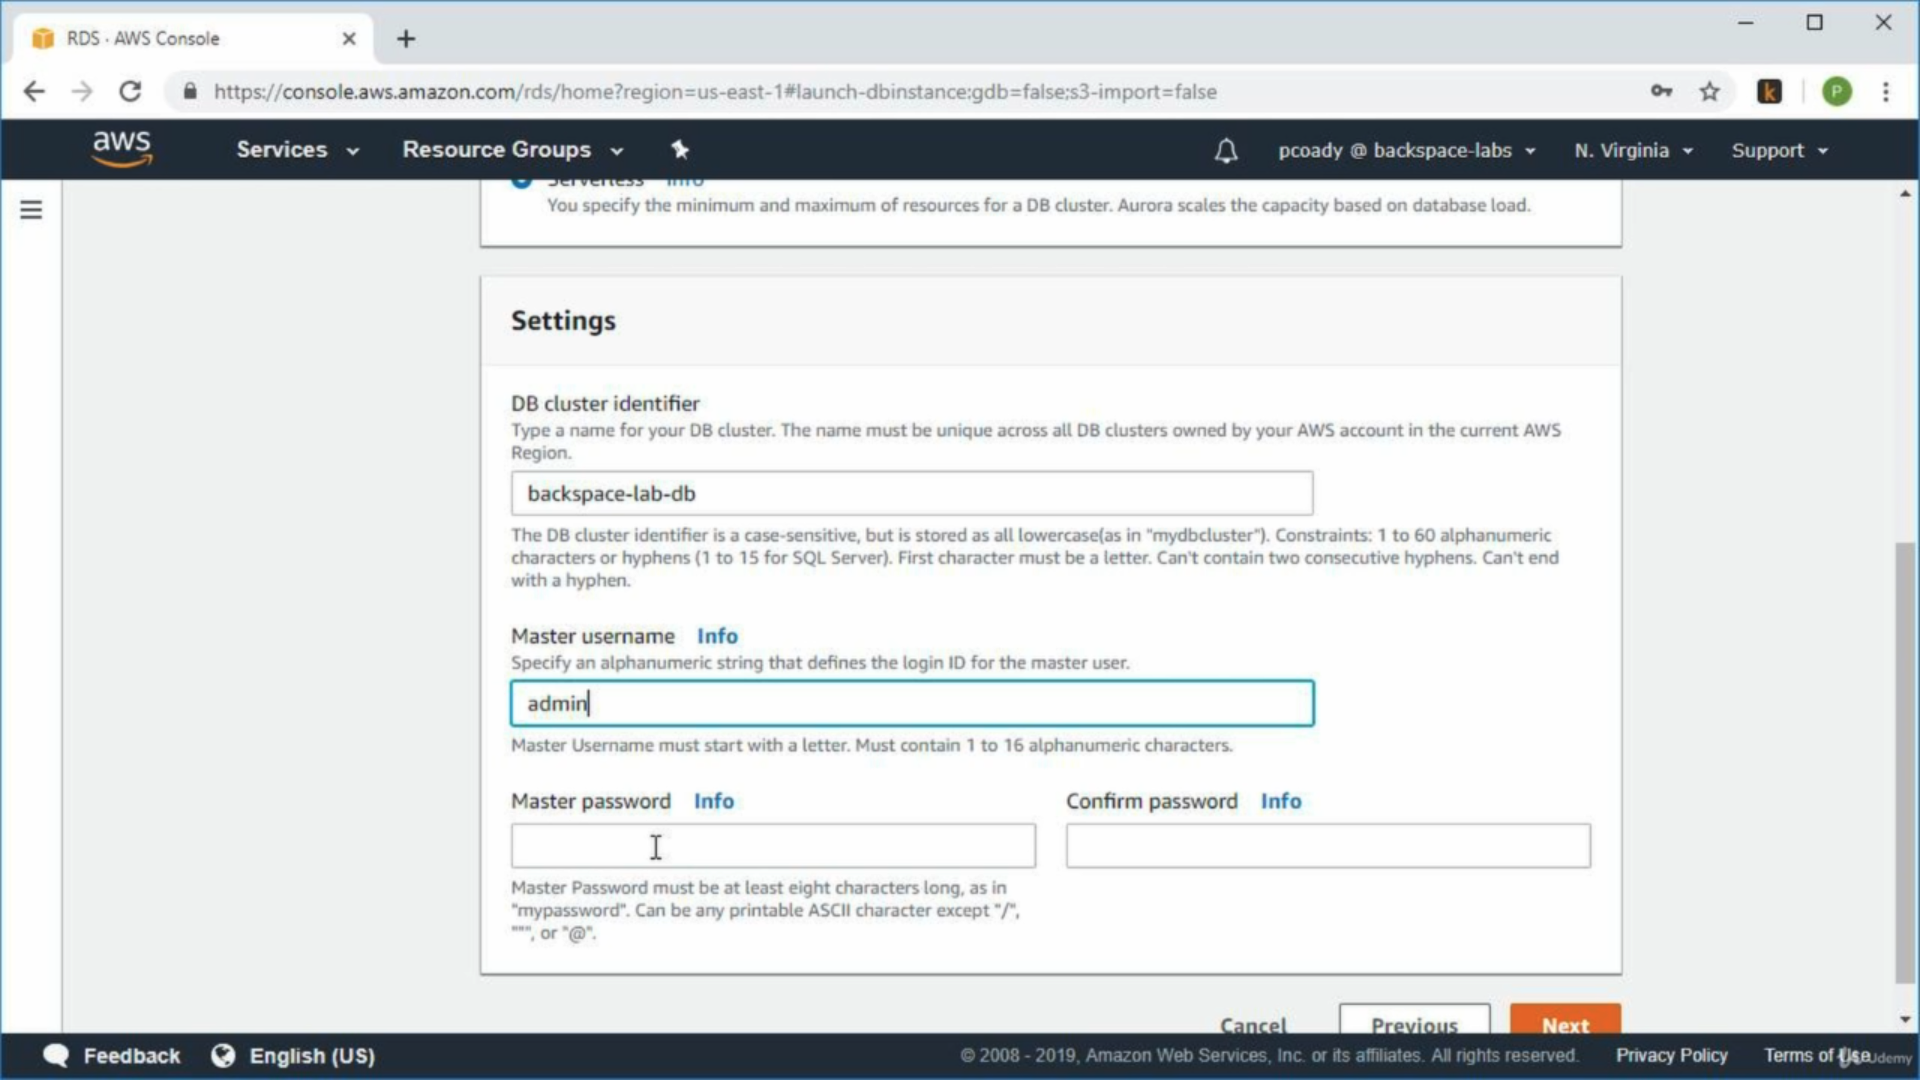 RDS · AWS Console
https://console.aws.amazon.com/rds/home?region=us-east-1#launch-dbinstance:gdb=false;s3-import=false
k
P
aws
Services
Resource Groups
pcoady @ backspace-labs
N. Virginia
Support
Serverless Info
You specify the minimum and maximum of resources for a DB cluster. Aurora scales the capacity based on database load.
Settings
DB cluster identifier
Type a name for your DB cluster. The name must be unique across all DB clusters owned by your AWS account in the current AWS
Region.
backspace-lab-db
The DB cluster identifier is a case-sensitive, but is stored as all lowercase(as in "mydbcluster"). Constraints: 1 to 60 alphanumeric
characters or hyphens (1 to 15 for SQL Server). First character must be a letter. Can't contain two consecutive hyphens. Can't end
with a hyphen.
Master username Info
Specify an alphanumeric string that defines the login ID for the master user.
admin
Master Username must start with a letter. Must contain 1 to 16 alphanumeric characters.
Master password Info
Confirm password Info
Master Password must be at least eight characters long, as in
"mypassword". Can be any printable ASCII character except "/",
""", or "@".
Cancel
Previous
Next
Feedback
English (US)
© 2008 - 2019, Amazon Web Services, Inc. or its affiliates. All rights reserved.
Privacy Policy
Terms of Use
Udemy